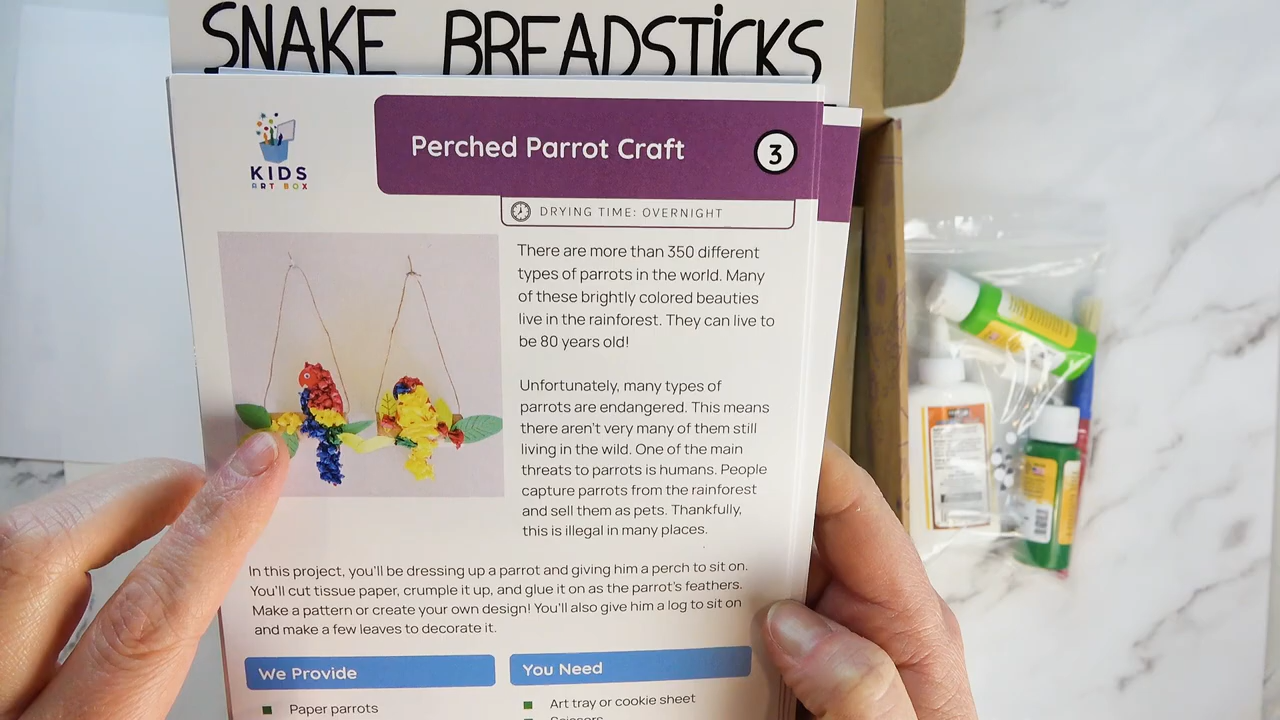 SNAKE BREADSTICKS
Perched Parrot Craft
3
KIDS
ART BOX
DRYING TIME: OVERNIGHT
There are more than 350 different
types of parrots in the world. Many
of these brightly colored beauties
live in the rainforest. They can live to
be 80 years old!
Unfortunately, many types of
parrots are endangered. This means
there aren't very many of them still
living in the wild. One of the main
threats to parrots is humans. People
capture parrots from the rainforest
and sell them as pets. Thankfully,
this is illegal in many places.
In this project, you'll be dressing up a parrot and giving him a perch to sit on.
You'll cut tissue paper, crumple it up, and glue it on as the parrot's feathers.
Make a pattern or create your own design! You'll also give him a log to sit on
and make a few leaves to decorate it.
We Provide
Paper parrots
You Need
Art tray or cookie sheet
Scissors